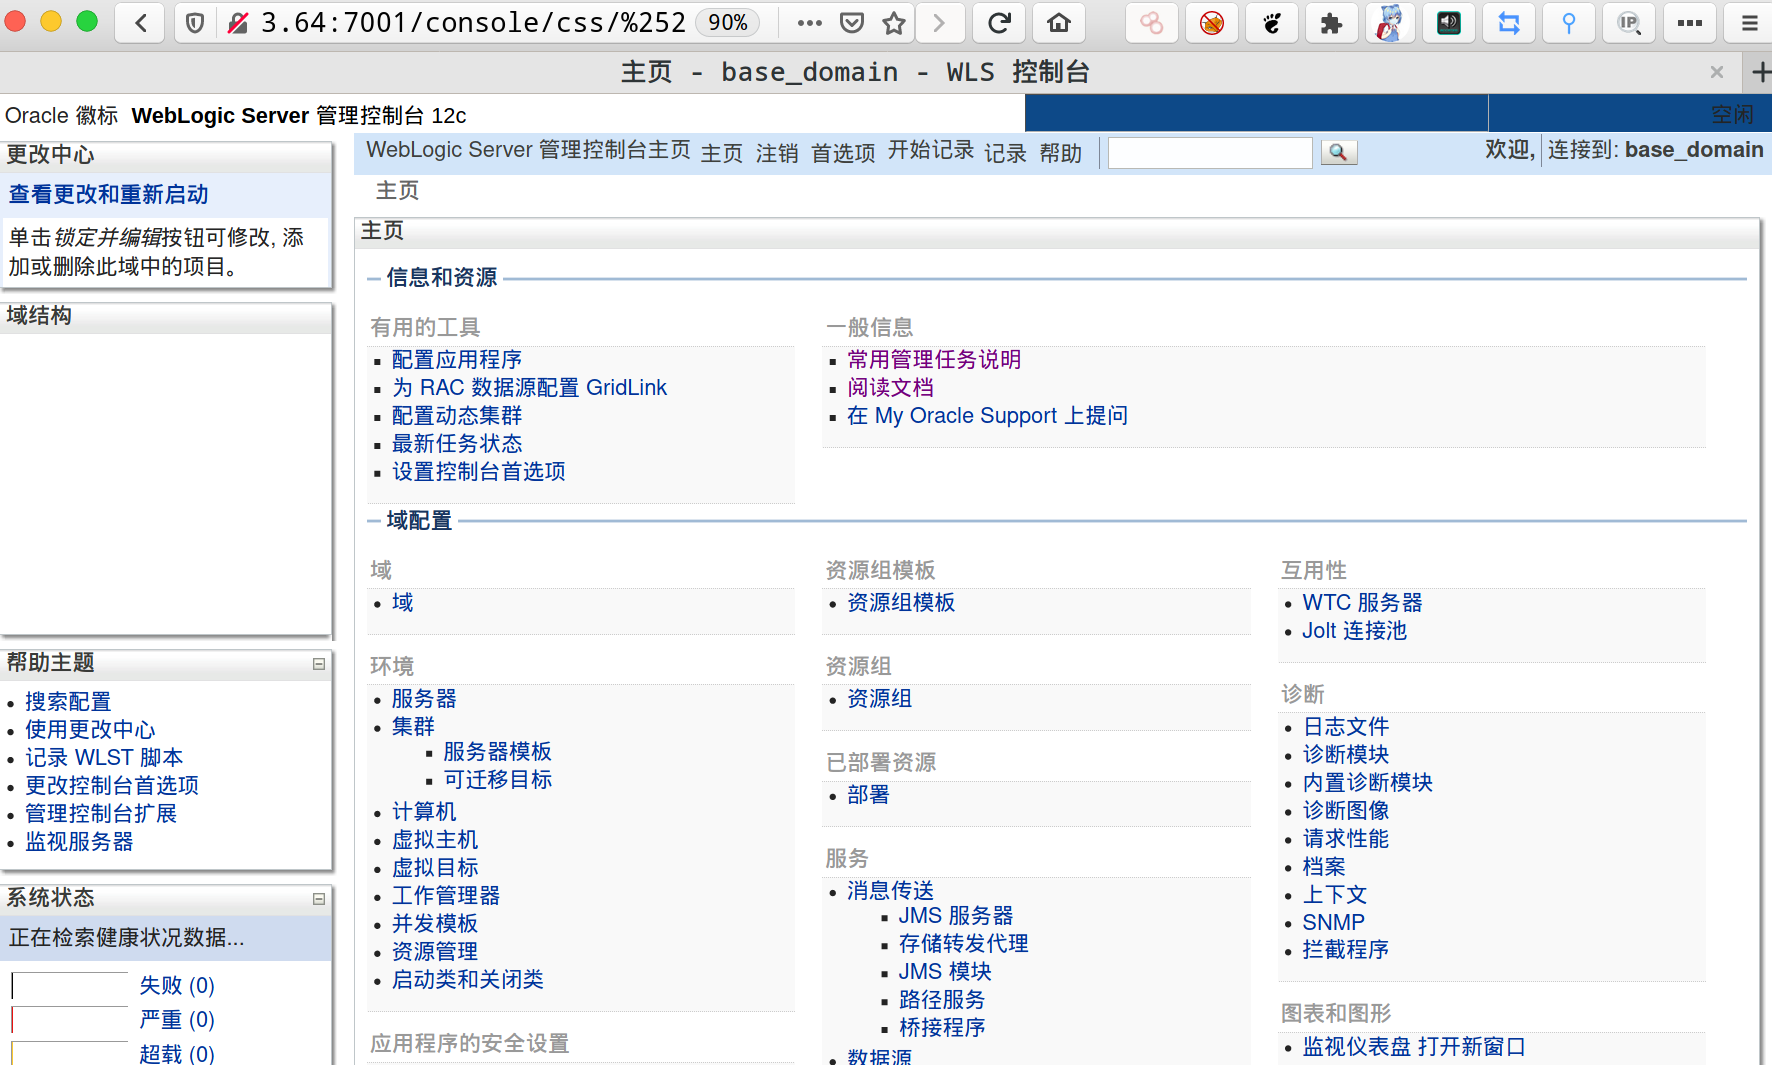 3.64:7001/console/css/%252 90%
主页 - base_domain - WLS 控制台
Oracle 徽标 WebLogic Server 管理控制台 12c
空闲
更改中心
查看更改和重新启动
单击锁定并编辑按钮可修改, 添
加或删除此域中的项目。
域结构
帮助主题
搜索配置
使用更改中心
记录 WLST 脚本
更改控制台首选项
管理控制台扩展
监视服务器
系统状态
正在检索健康状况数据...
失败 (0)
严重 (0)
超载 (0)
WebLogic Server 管理控制台主页 主页 注销 首选项 开始记录 记录 帮助
欢迎, 连接到: base_domain
主页
主页
信息和资源
有用的工具
配置应用程序
为 RAC 数据源配置 GridLink
配置动态集群
最新任务状态
设置控制台首选项
一般信息
常用管理任务说明
阅读文档
在 My Oracle Support 上提问
域配置
域
域
环境
服务器
集群
服务器模板
可迁移目标
计算机
虚拟主机
虚拟目标
工作管理器
并发模板
资源管理
启动类和关闭类
应用程序的安全设置
资源组模板
资源组模板
资源组
资源组
已部署资源
部署
服务
消息传送
JMS 服务器
存储转发代理
JMS 模块
路径服务
桥接程序
数据源
互用性
WTC 服务器
Jolt 连接池
诊断
日志文件
诊断模块
内置诊断模块
诊断图像
请求性能
档案
上下文
SNMP
拦截程序
图表和图形
监视仪表盘 打开新窗口